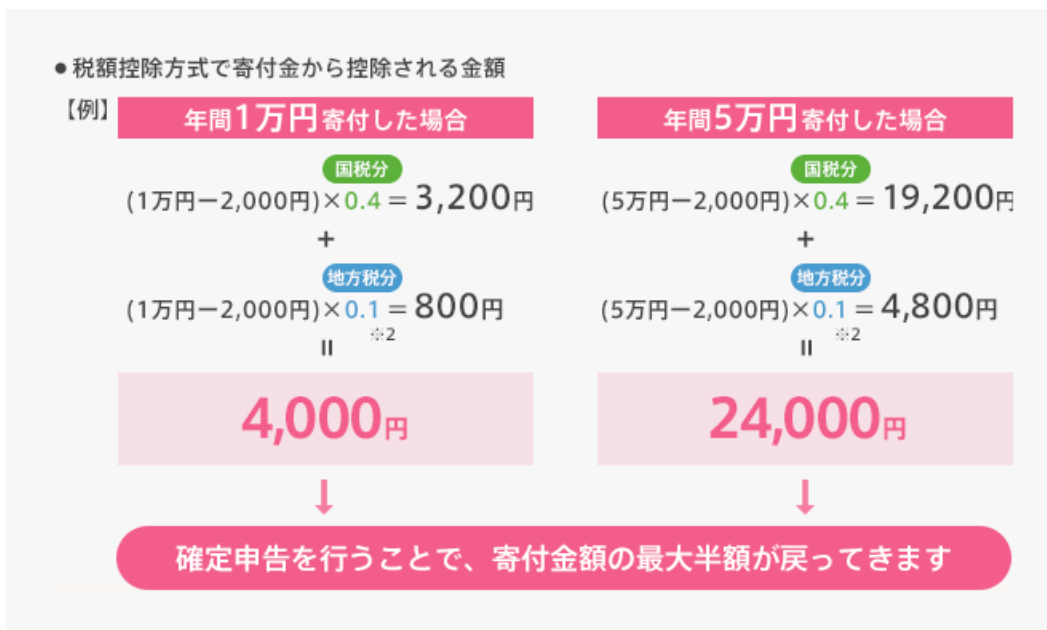 ●税額控除方式で寄付金から控除される金額
【例】
年間1万円寄付した場合
国税分
(1万円ー2,000円)×0.4＝3,200円
＋
地方税分
(1万円ー2,000円)×0.1＝800円
※2
＝
4,000円
↓
年間5万円寄付した場合
国税分
(5万円ー2,000円)×0.4＝19,200円
＋
地方税分
(5万円ー2,000円)×0.1＝4,800円
※2
＝
24,000円
↓
確定申告を行うことで、寄付金額の最大半額が戻ってきます